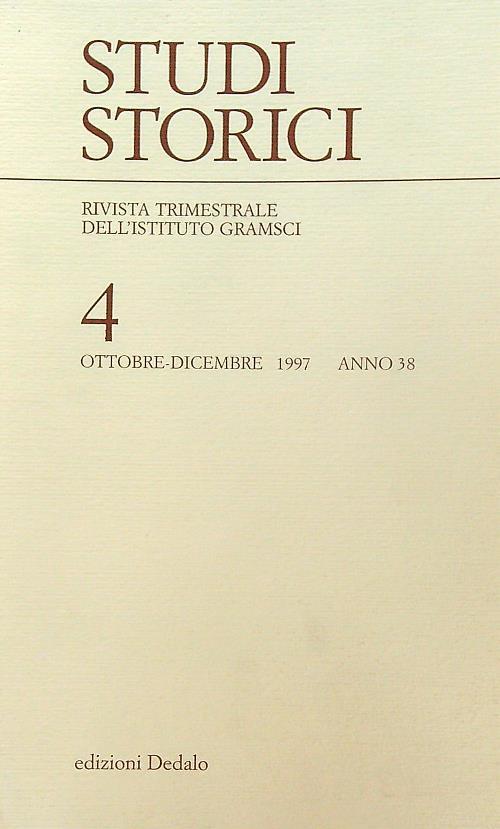 STUDI
STORICI
RIVISTA TRIMESTRALE
DELL'ISTITUTO GRAMSCI
4
OTTOBRE-DICEMBRE 1997 ANNO 38
edizioni Dedalo